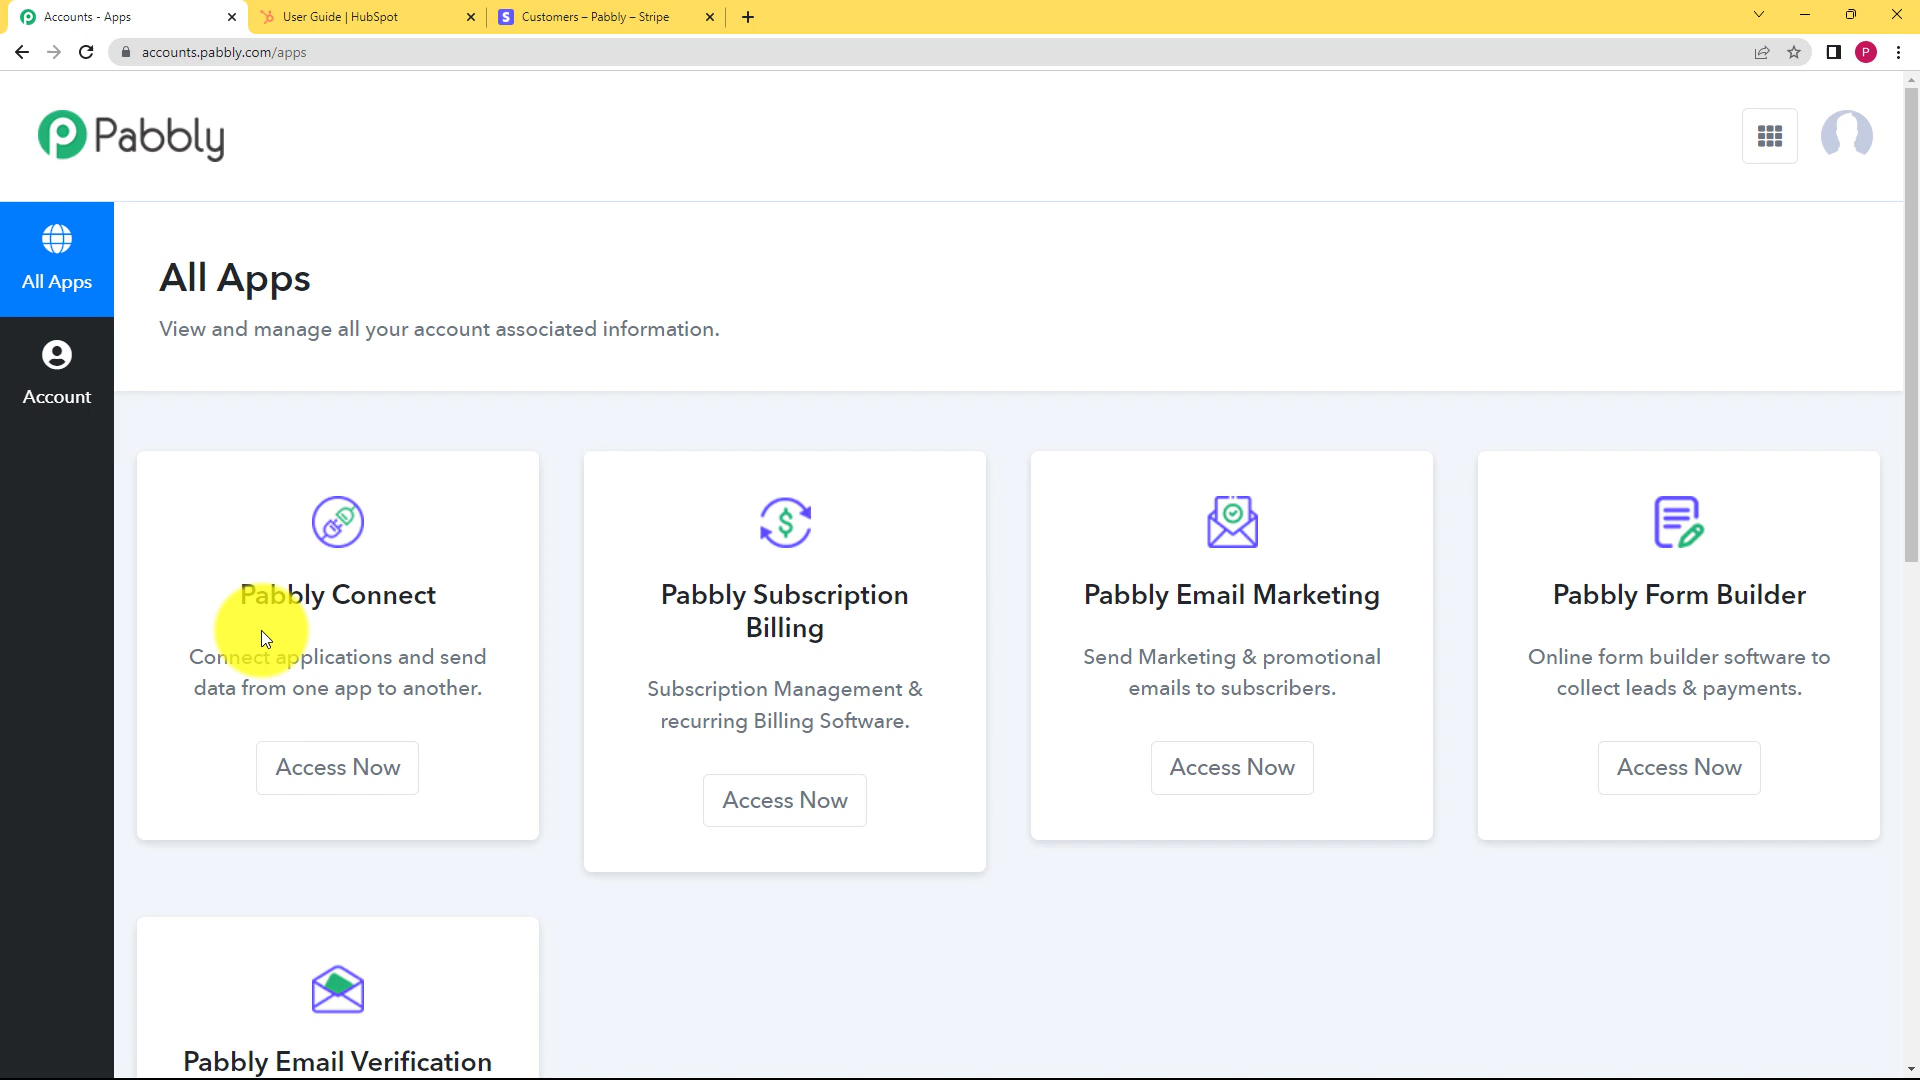 Accounts - Apps
User Guide | HubSpot
S
Customers – Pabbly – Stripe
accounts.pabbly.com/apps
P
Pabbly
All Apps
Account
All Apps
View and manage all your account associated information.
Pabbly Connect
Connect applications and send
data from one app to another.
Access Now
Pabbly Subscription
Billing
Subscription Management &
recurring Billing Software.
Access Now
Pabbly Email Marketing
Send Marketing & promotional
emails to subscribers.
Access Now
Pabbly Form Builder
Online form builder software to
collect leads & payments.
Access Now
Pabbly Email Verification